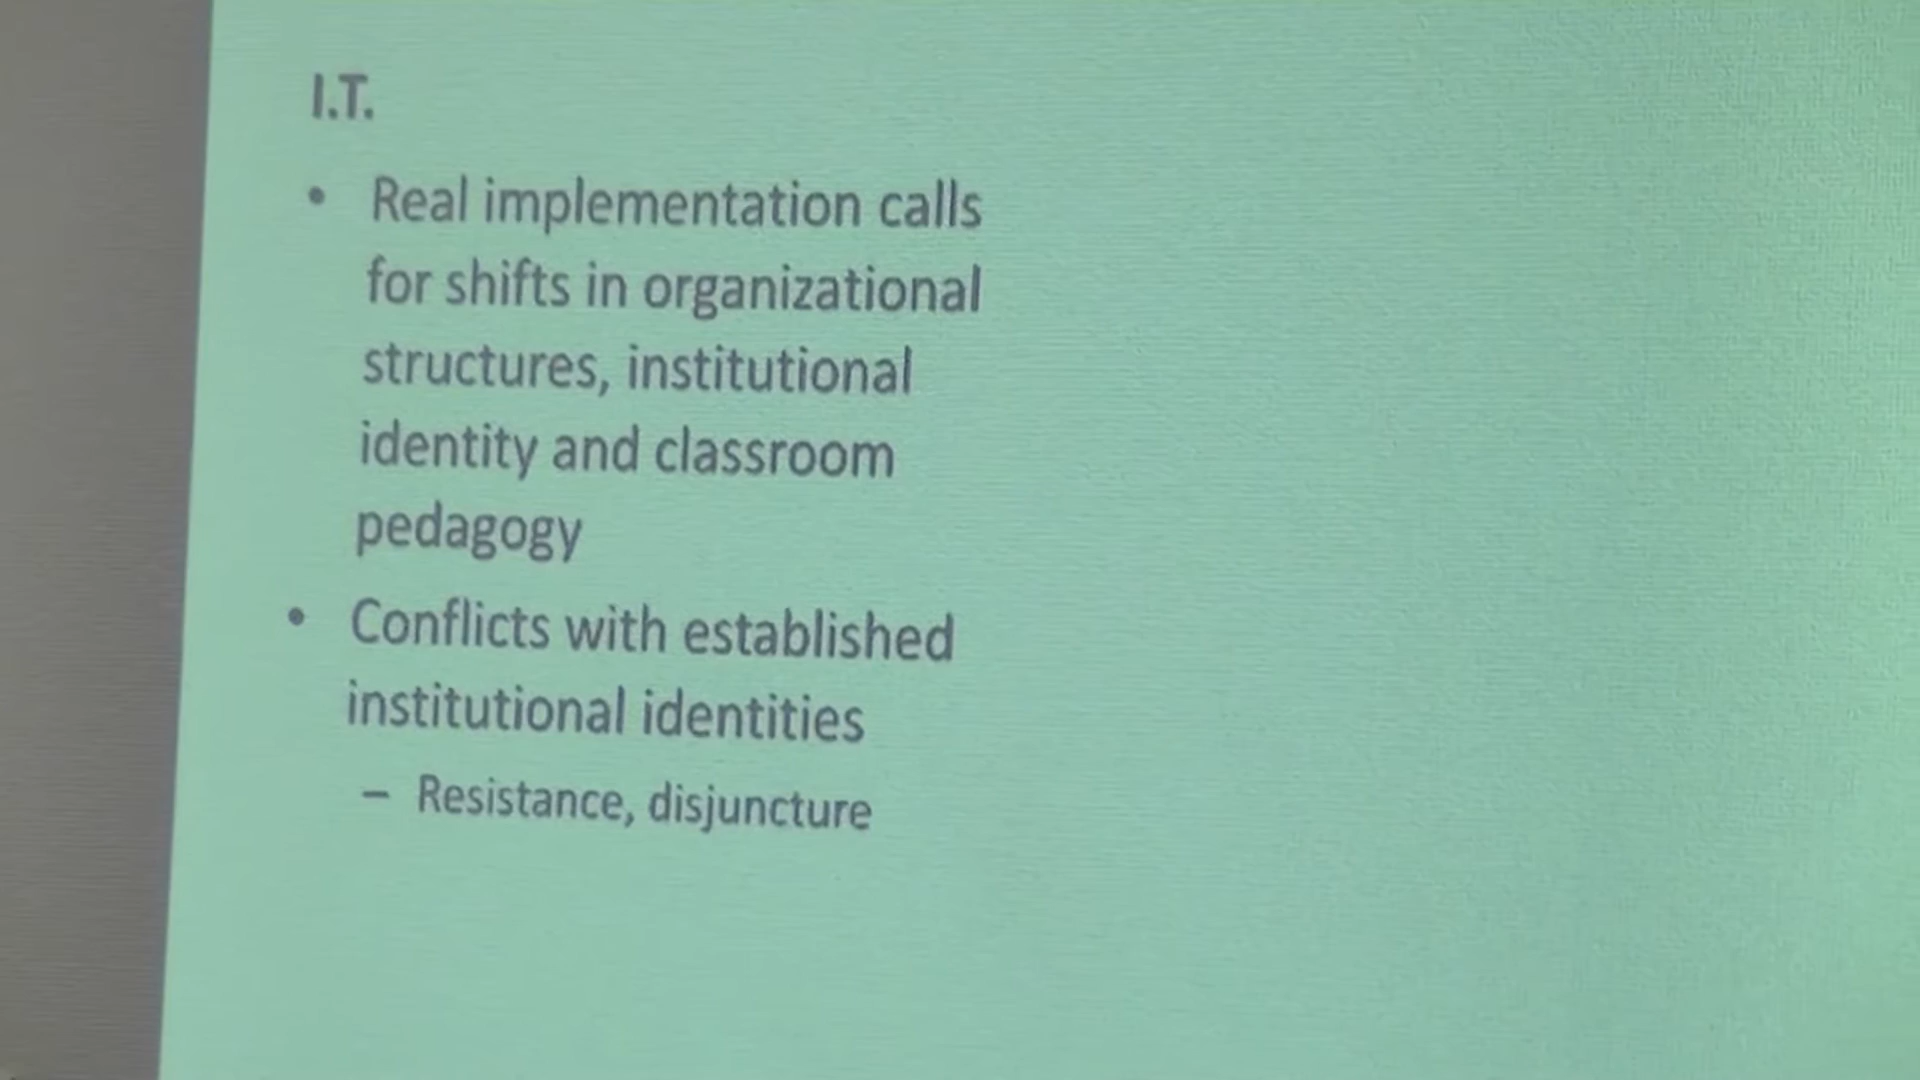 I.T.
• Real implementation calls
for shifts in organizational
structures, institutional
identity and classroom
pedagogy
• Conflicts with established
institutional identities
– Resistance, disjuncture